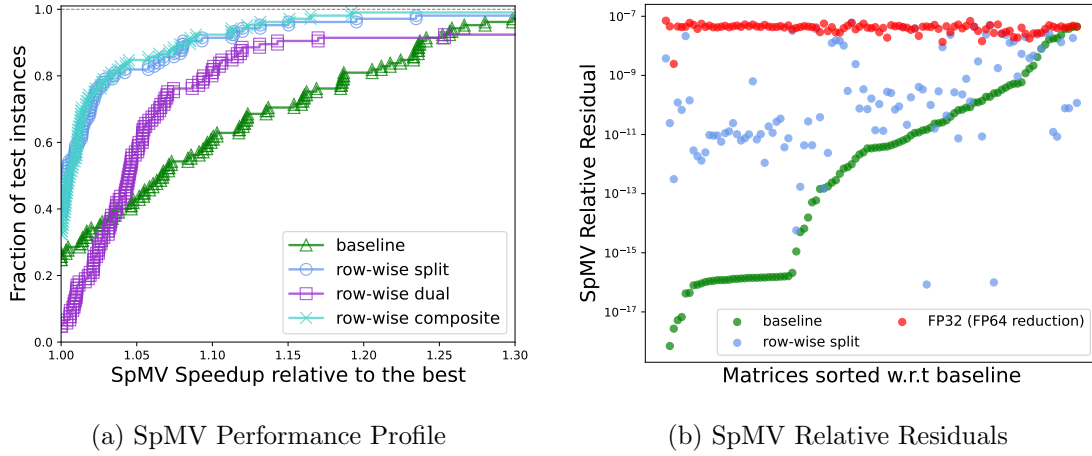 Fraction of test instances
1.0
0.8
0.6
0.4
0.2
0.0
baseline
row-wise split
row-wise dual
row-wise composite
1.00
1.05
1.10
1.15
1.20
1.25
1.30
SpMV Speedup relative to the best
(a) SpMV Performance Profile
SpMV Relative Residual
10⁻⁷
10⁻⁹
10⁻¹¹
10⁻¹³
10⁻¹⁵
10⁻¹⁷
baseline
row-wise split
FP32 (FP64 reduction)
Matrices sorted w.r.t baseline
(b) SpMV Relative Residuals